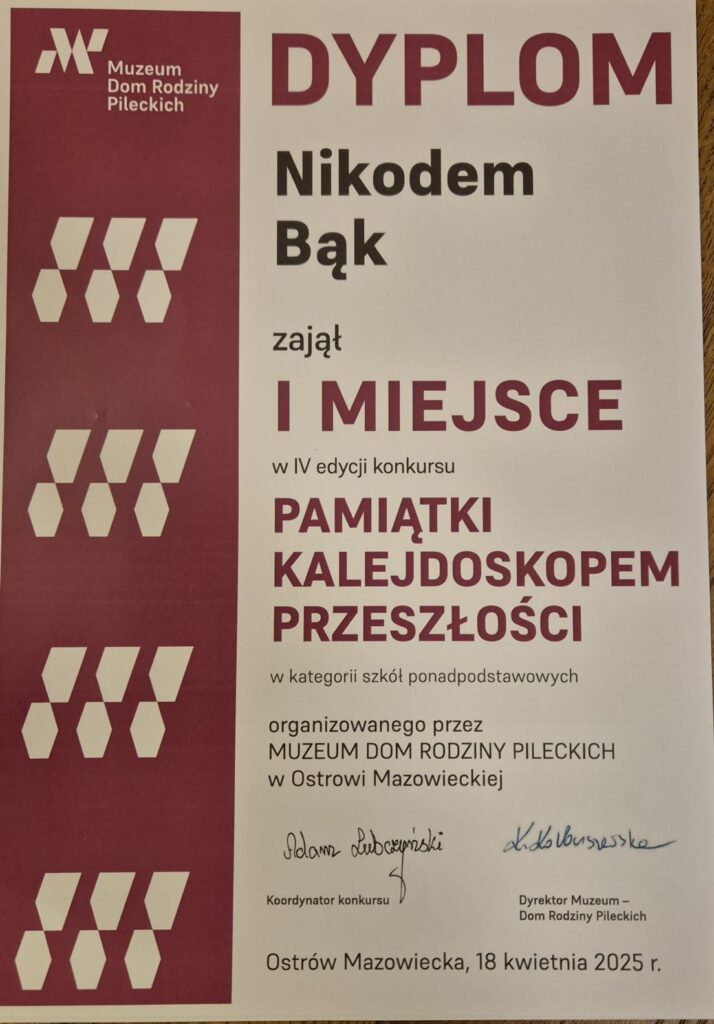 Muzeum
Dom Rodziny
Pileckich
DYPLOM
Nikodem
Bąk
zajął
I MIEJSCE
w IV edycji konkursu
PAMIĄTKI
KALEJDOSKOPEM
PRZESZŁOŚCI
w kategorii szkół ponadpodstawowych
organizowanego przez
MUZEUM DOM RODZINY PILECKICH
w Ostrowi Mazowieckiej
Adam Lubczyński
Koordynator konkursu
Dyrektor Muzeum –
Dom Rodziny Pileckich
Ostrów Mazowiecka, 18 kwietnia 2025 r.